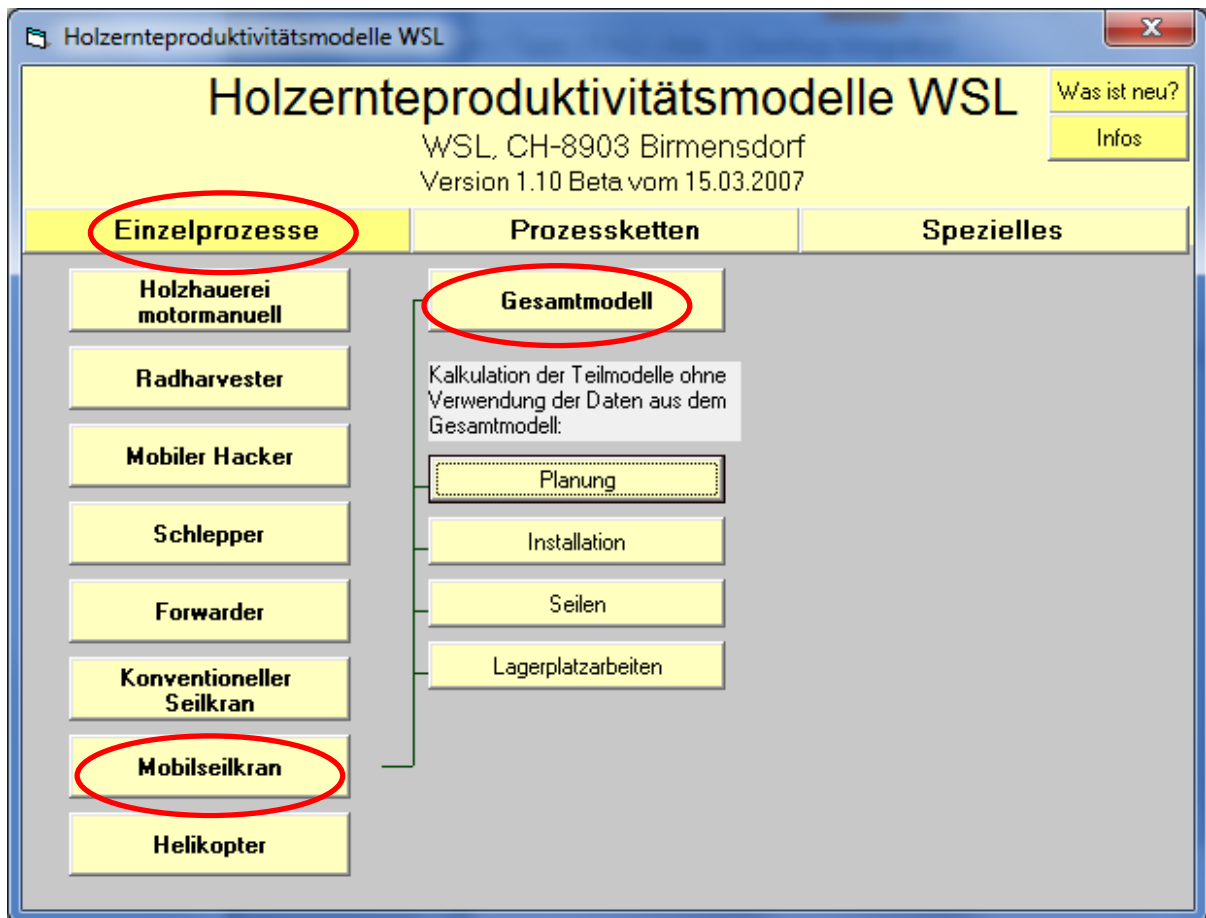 Holzernteproduktivitätsmodelle WSL
Holzernteproduktivitätsmodelle WSL
WSL, CH-8903 Birmensdorf
Version 1.10 Beta vom 15.03.2007
Was ist neu?
Infos
Einzelprozesse
Prozessketten
Spezielles
Holzhauerei
motormanuell
Radharvester
Mobiler Hacker
Schlepper
Forwarder
Konventioneller
Seilkran
Mobilseilkran
Helikopter
Gesamtmodell
Kalkulation der Teilmodelle ohne
Verwendung der Daten aus dem
Gesamtmodell:
Planung
Installation
Seilen
Lagerplatzarbeiten